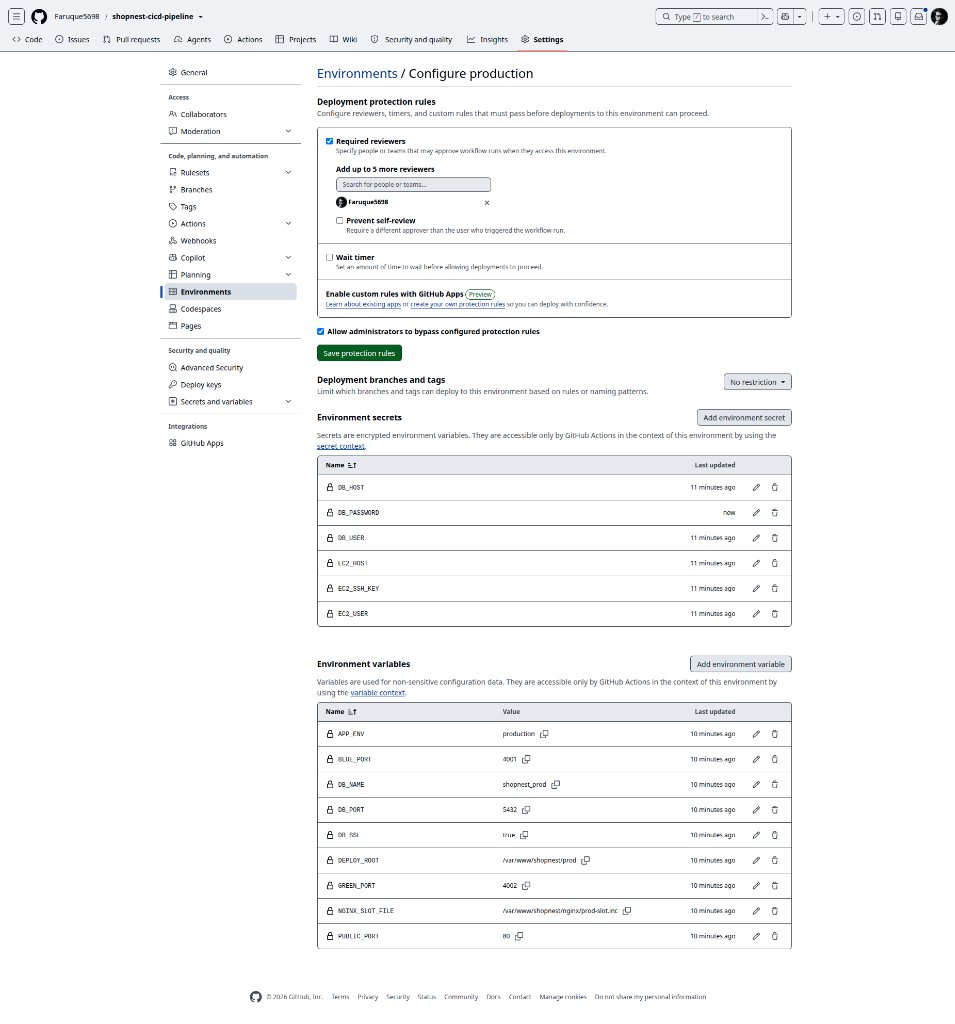 Faruque5698 / shopnest-cicd-pipeline
Type / to search
Code Issues Pull requests Agents Actions Projects Wiki Security and quality Insights Settings
General
Access
Collaborators
Moderation
Code, planning, and automation
Rulesets
Branches
Tags
Actions
Webhooks
Copilot
Planning
Environments
Codespaces
Pages
Security and quality
Advanced Security
Deploy keys
Secrets and variables
Integrations
GitHub Apps
Environments / Configure production
Deployment protection rules
Configure reviewers, timers, and custom rules that must pass before deployments to this environment can proceed.
Required reviewers
Specify people or teams that may approve workflow runs when they access this environment.
Add up to 5 more reviewers
Search for people or teams...
Faruque5698
Prevent self-review
Require a different approver than the user who triggered the workflow run.
Wait timer
Set an amount of time to wait before allowing deployments to proceed.
Enable custom rules with GitHub Apps Preview
Learn about existing apps or create your own protection rules so you can deploy with confidence.
Allow administrators to bypass configured protection rules
Save protection rules
Deployment branches and tags
No restriction
Limit which branches and tags can deploy to this environment based on rules or naming patterns.
Environment secrets
Add environment secret
Secrets are encrypted environment variables. They are accessible only by GitHub Actions in the context of this environment by using the
secret context.
Name Last updated
DB_HOST 11 minutes ago
DB_PASSWORD now
DB_USER 11 minutes ago
EC2_HOST 11 minutes ago
EC2_SSH_KEY 11 minutes ago
EC2_USER 11 minutes ago
Environment variables
Add environment variable
Variables are used for non-sensitive configuration data. They are accessible only by GitHub Actions in the context of this environment by
using the variable context.
Name Value Last updated
APP_ENV production 10 minutes ago
BLUE_PORT 4001 10 minutes ago
DB_NAME shopnest_prod 10 minutes ago
DB_PORT 5432 10 minutes ago
DB_SSL true 10 minutes ago
DEPLOY_ROOT /var/www/shopnest/prod 10 minutes ago
GREEN_PORT 4002 10 minutes ago
NGINX_SLOT_FILE /var/www/shopnest/nginx/prod-slot.inc 10 minutes ago
PUBLIC_PORT 80 10 minutes ago
© 2026 GitHub, Inc. Terms Privacy Security Status Community Docs Contact Manage cookies Do not share my personal information